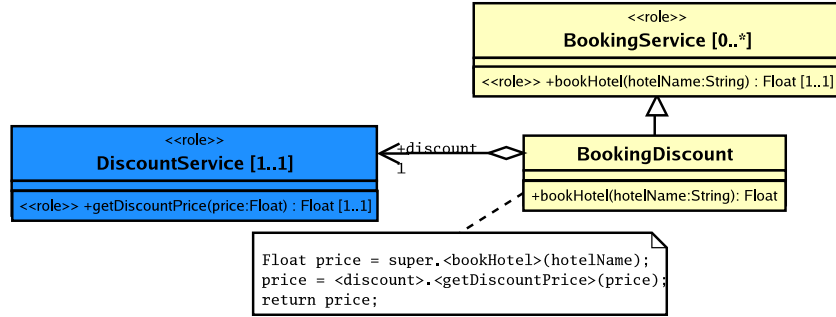 <<role>>
BookingService [0..*]
<<role>> +bookHotel(hotelName:String) : Float [1..1]
<<role>>
DiscountService [1..1]
<<role>> +getDiscountPrice(price:Float) : Float [1..1]
+discount
1
BookingDiscount
+bookHotel(hotelName:String): Float
Float price = super.<bookHotel>(hotelName);
price = <discount>.<getDiscountPrice>(price);
return price;